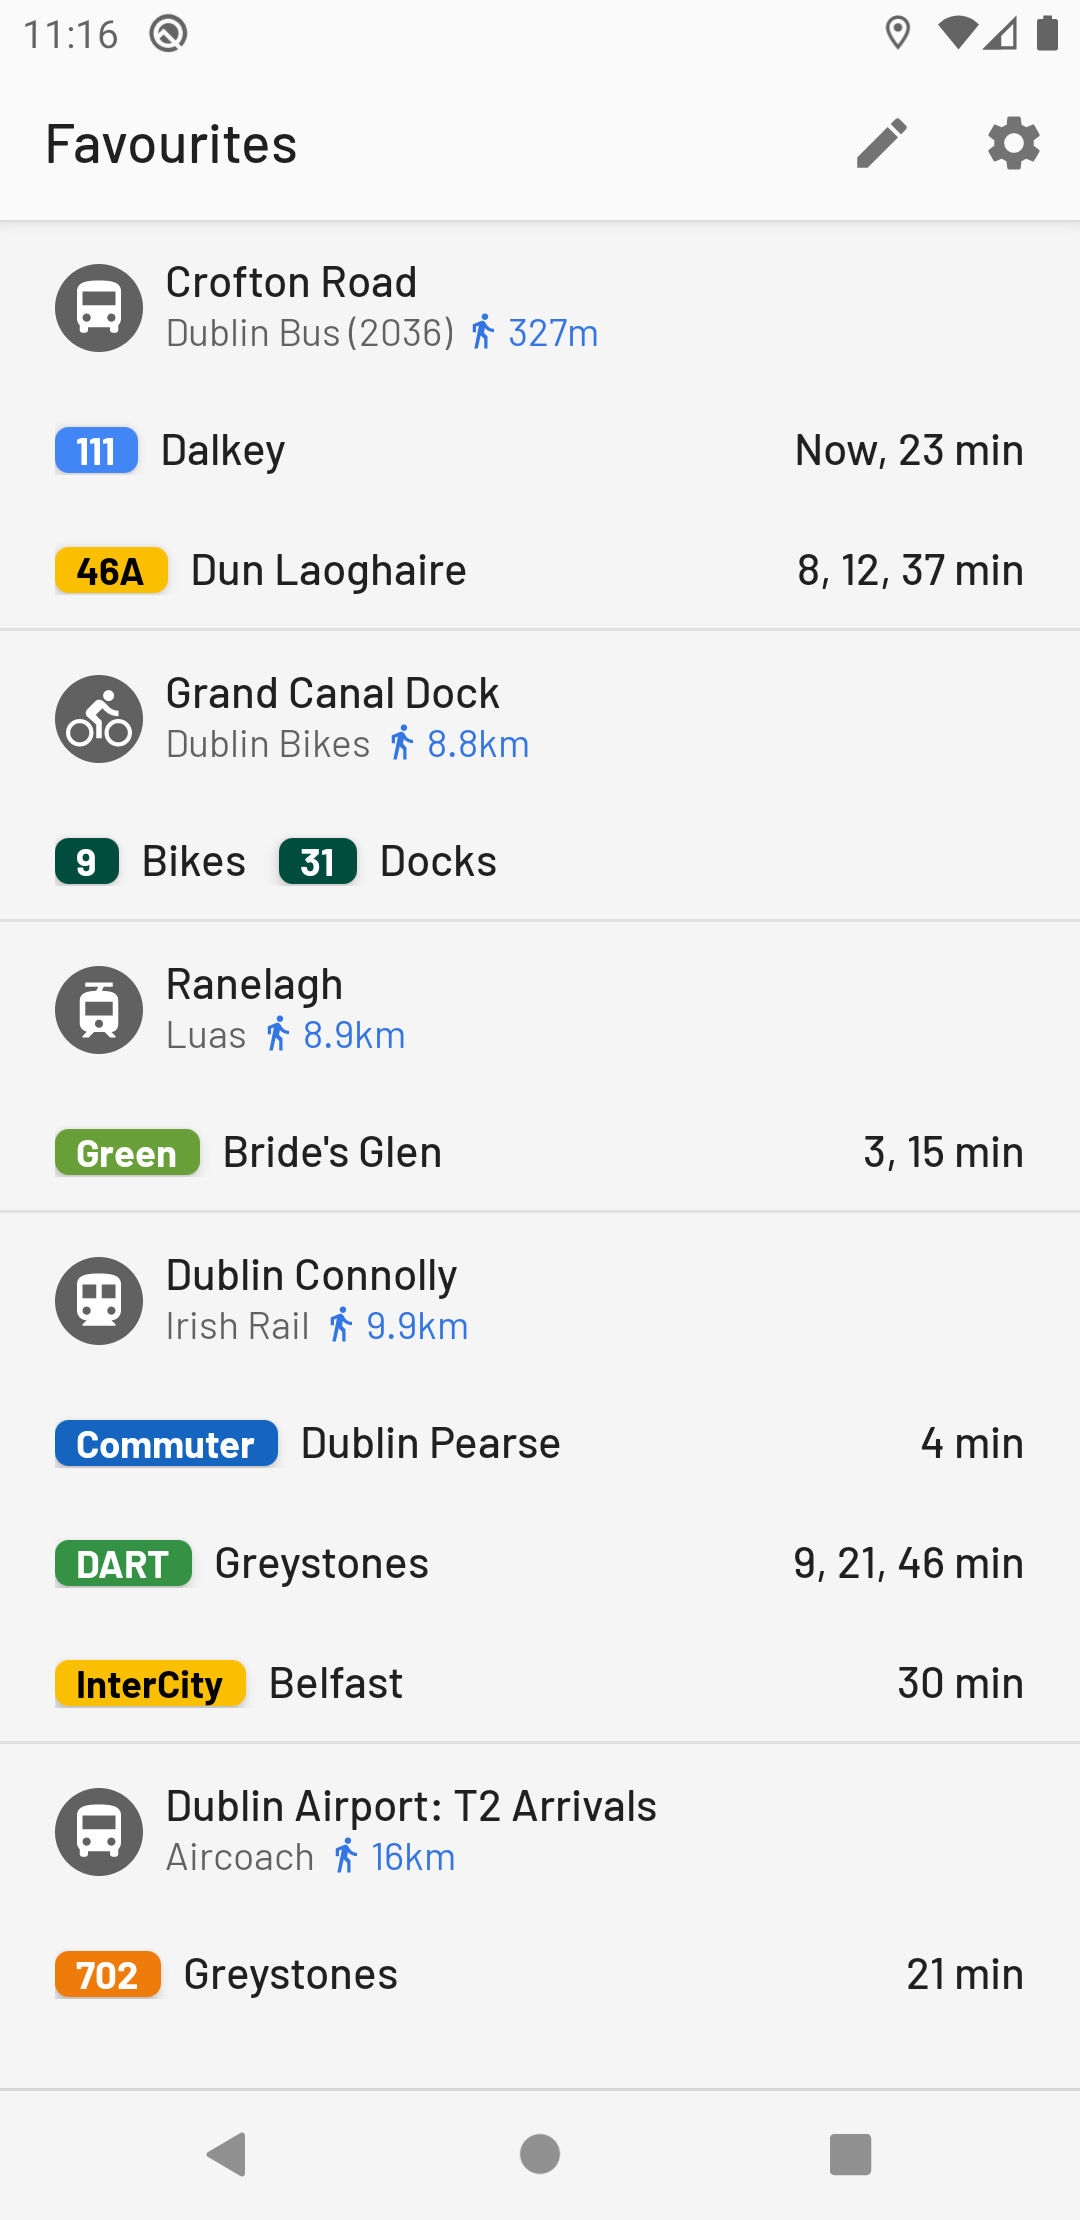 11:16
Favourites
Crofton Road
Dublin Bus (2036) 327m
111 Dalkey Now, 23 min
46A Dun Laoghaire 8, 12, 37 min
Grand Canal Dock
Dublin Bikes 8.8km
9 Bikes 31 Docks
Ranelagh
Luas 8.9km
Green Bride's Glen 3, 15 min
Dublin Connolly
Irish Rail 9.9km
Commuter Dublin Pearse 4 min
DART Greystones 9, 21, 46 min
InterCity Belfast 30 min
Dublin Airport: T2 Arrivals
Aircoach 16km
702 Greystones 21 min